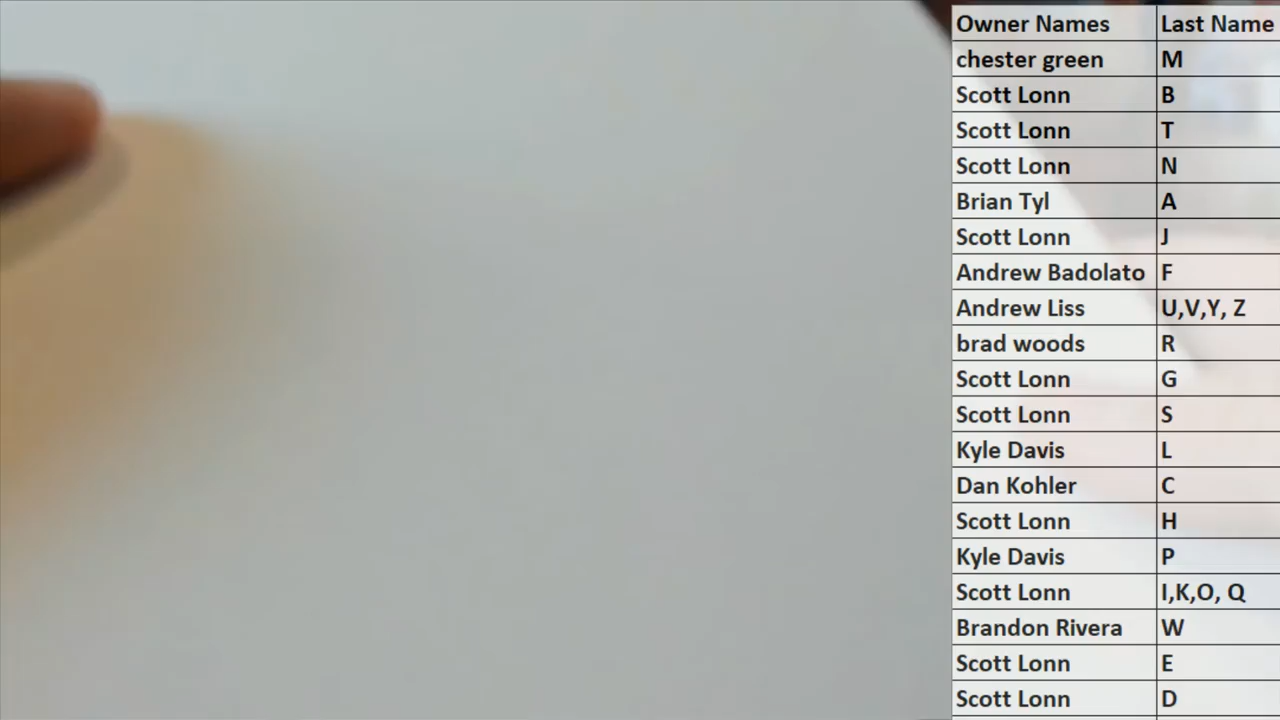 Owner Names Last Name
chester green M
Scott Lonn B
Scott Lonn T
Scott Lonn N
Brian Tyl A
Scott Lonn J
Andrew Badolato F
Andrew Liss U,V,Y, Z
brad woods R
Scott Lonn G
Scott Lonn S
Kyle Davis L
Dan Kohler C
Scott Lonn H
Kyle Davis P
Scott Lonn I,K,O, Q
Brandon Rivera W
Scott Lonn E
Scott Lonn D